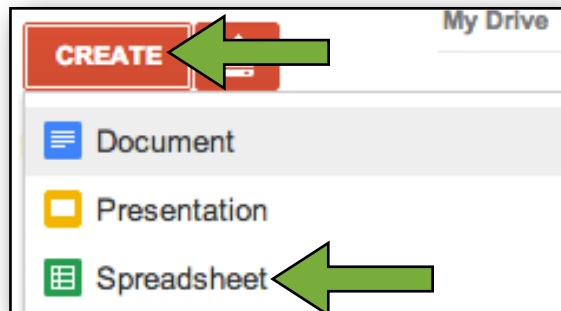 My Drive
CREATE
Document
Presentation
Spreadsheet